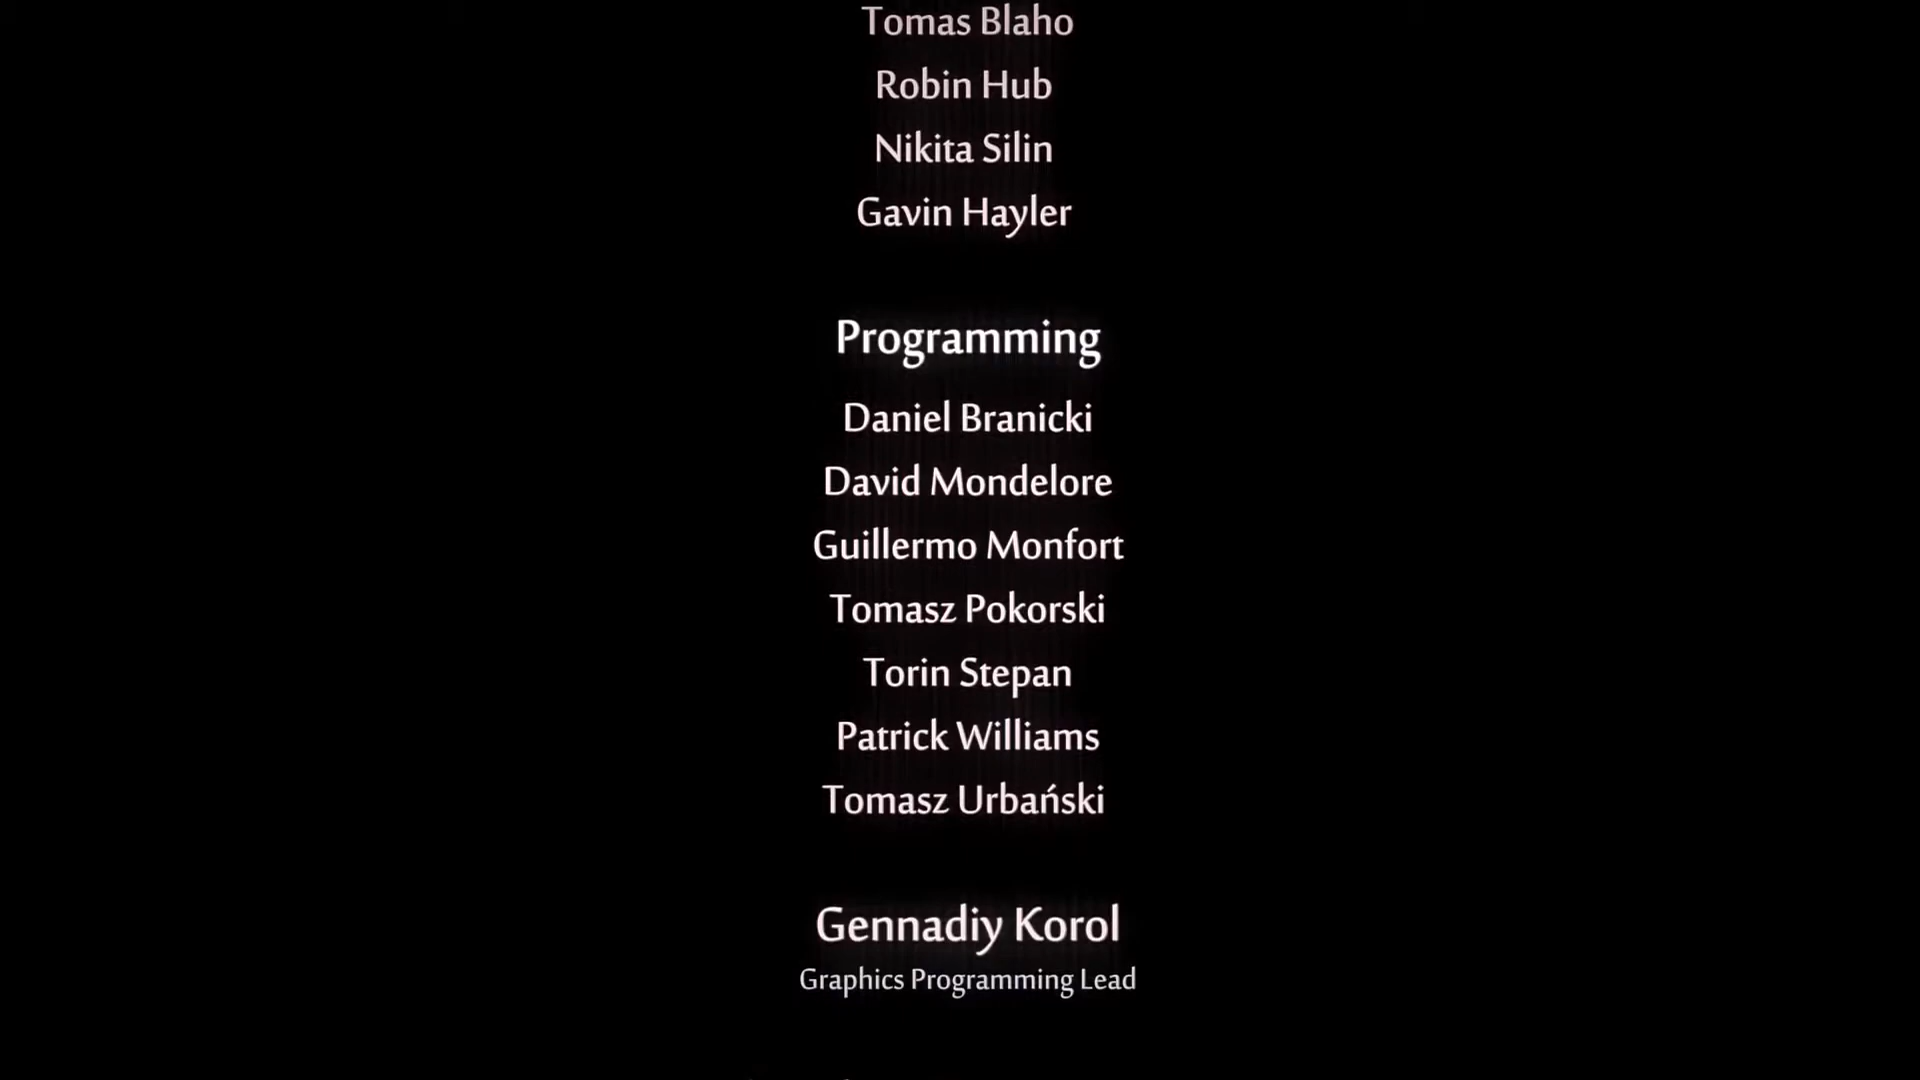 Tomas Blaho
Robin Hub
Nikita Silin
Gavin Hayler
Programming
Daniel Branicki
David Mondelore
Guillermo Monfort
Tomasz Pokorski
Torin Stepan
Patrick Williams
Tomasz Urbański
Gennadiy Korol
Graphics Programming Lead